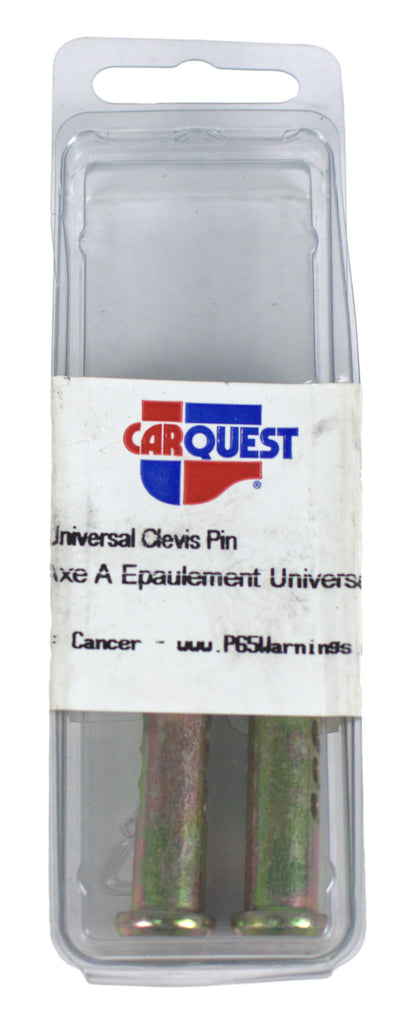 CARQUEST
®
Universal Clevis Pin
Axe A Epaulement Universe
: Cancer - www.P65Warnings.